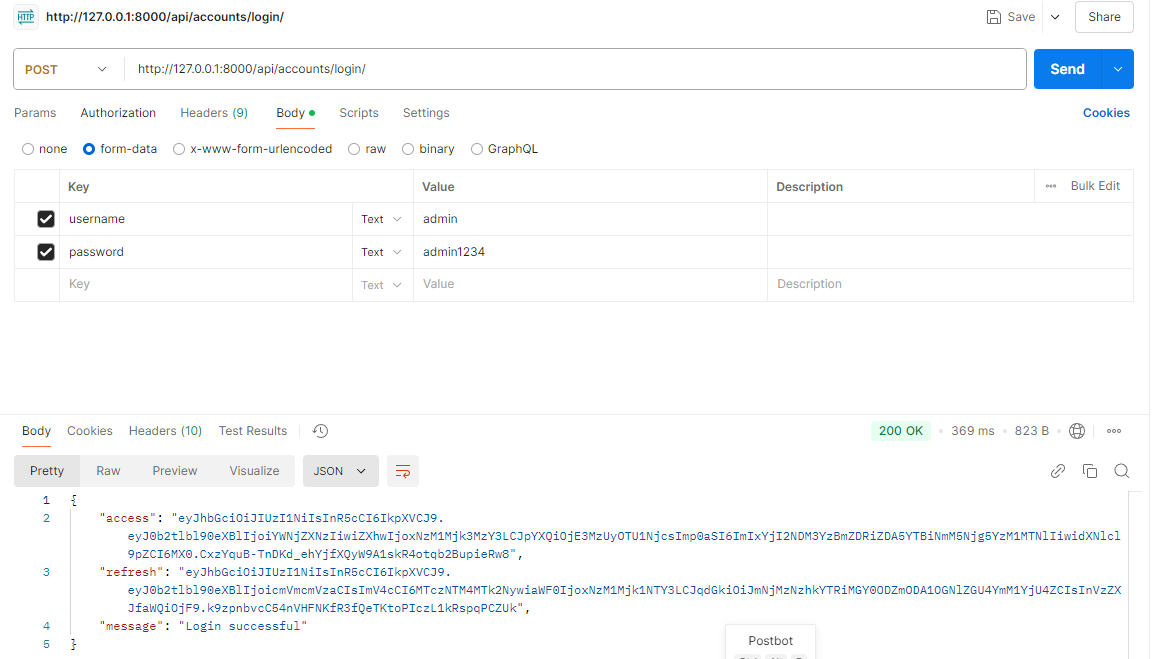 HTTP http://127.0.0.1:8000/api/accounts/login/ Save Share
POST http://127.0.0.1:8000/api/accounts/login/ Send
Params Authorization Headers (9) Body Scripts Settings Cookies
none form-data x-www-form-urlencoded raw binary GraphQL
Key Value Description Bulk Edit
username Text admin
password Text admin1234
Key Text Value Description
Body Cookies Headers (10) Test Results 200 OK 369 ms 823 B
Pretty Raw Preview Visualize JSON
1 {
2 "access": "eyJhbGciOiJIUzI1NiIsInR5cCI6IkpXVCJ9.
eyJ0b2tlbl90eXBlIjoiYWNjZXNzIiwiZXhwIjoxNzM1Mjk3MzY3LCJpYXQiOjE3MzUyOTU1NjcsImp0aSI6ImIxYjI2NDM3YzBmZDRiZDA5YTBiNmM5Njg5YzM1MTNlIiwidXNlcl
9pZCI6MX0.CxzYquB-TnDKd_ehYjfXQyW9A1skR4otqb2BupieRw8",
3 "refresh": "eyJhbGciOiJIUzI1NiIsInR5cCI6IkpXVCJ9.
eyJ0b2tlbl90eXBlIjoicmVmcmVzaCIsImV4cCI6MTczNTM4MTk2NywiaWF0IjoxNzM1Mjk1NTY3LCJqdGkiOiJmNjMzNzhkYTRiMGY0ODZmODA1OGNlZGU4YmM1YjU4ZCIsInVzZX
JfaWQiOjF9.k9zpnbvcC54nVHFNKfR3fQeTKtoPIczL1kRspqPCZUk",
4 "message": "Login successful"
5 }
Postbot